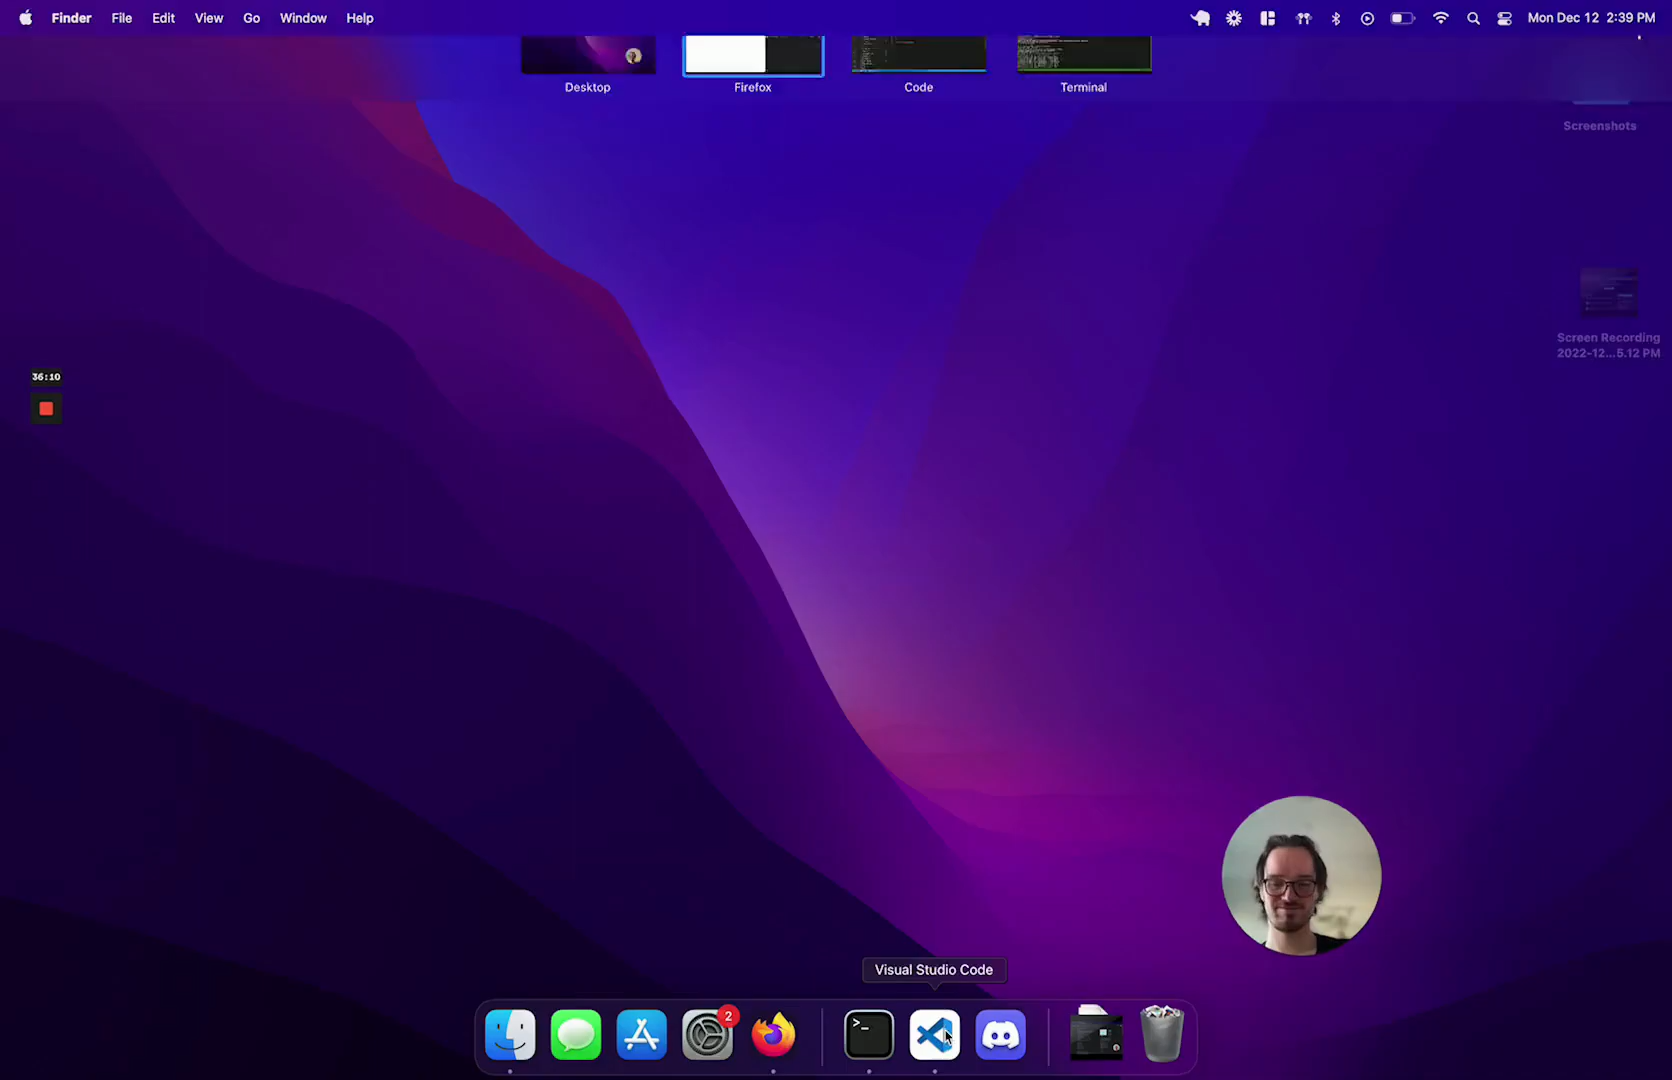 Finder File Edit View Go Window Help Mon Dec 12 2:39 PM
Desktop Firefox Code Terminal
Screenshots
Screen Recording
2022-12...5.12 PM
36:10
Visual Studio Code
2
>_